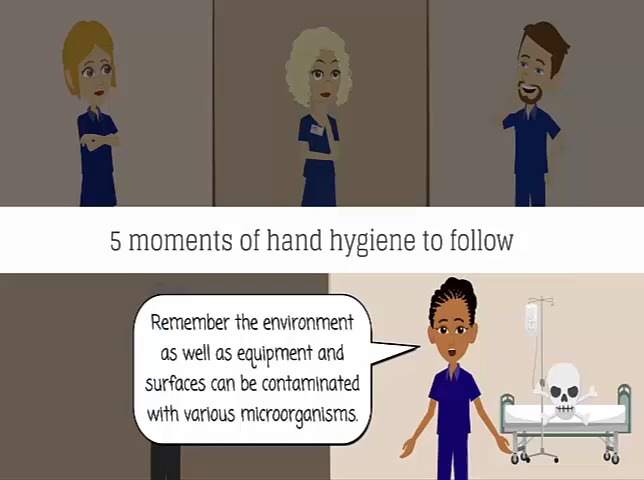 5 moments of hand hygiene to follow
Remember the environment
as well as equipment and
surfaces can be contaminated
with various microorganisms.